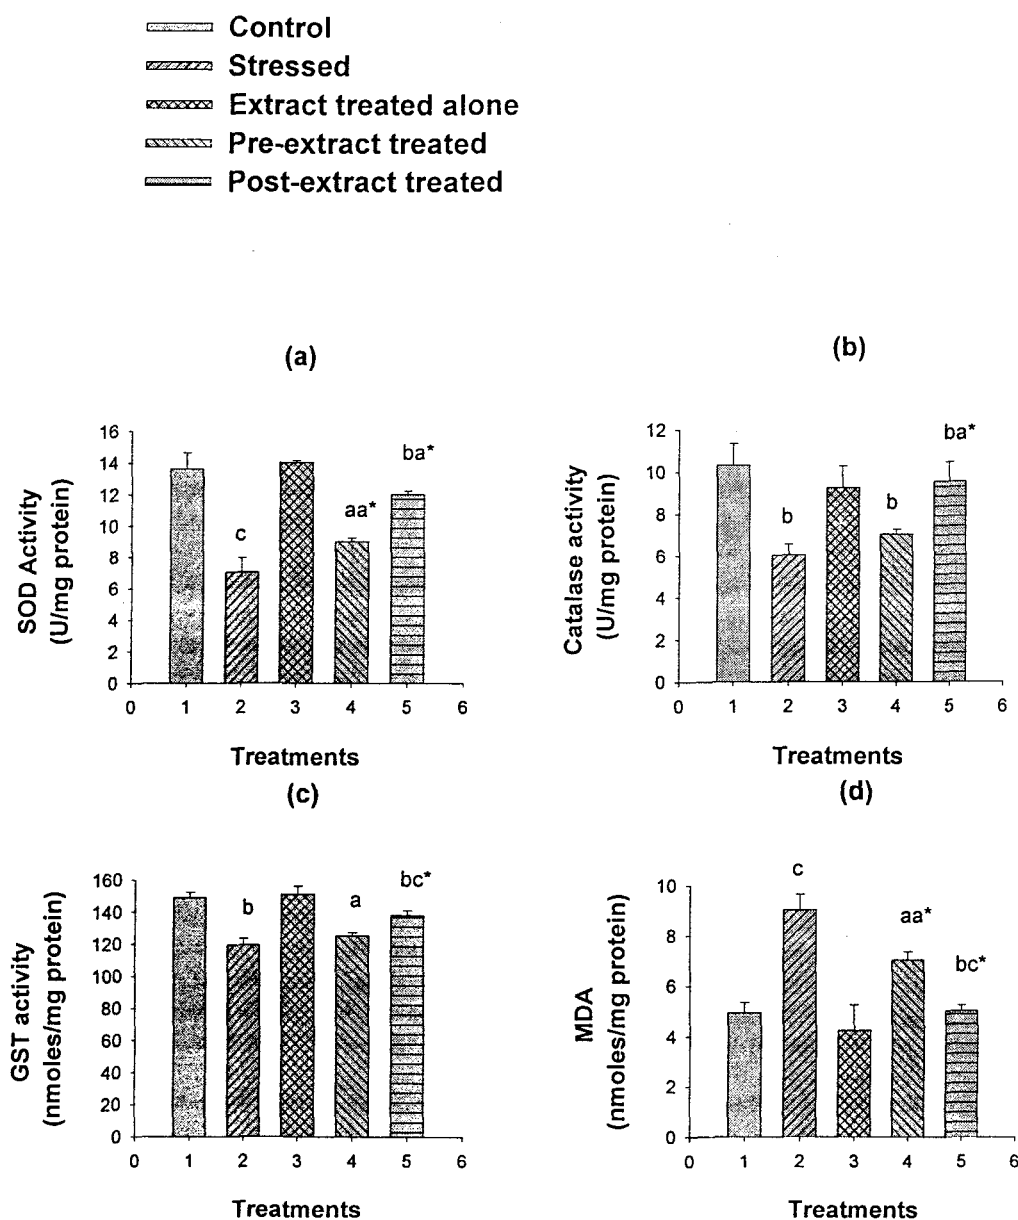 Control
Stressed
Extract treated alone
Pre-extract treated
Post-extract treated
(a)
16
14
12
10
8
6
4
2
0
SOD Activity
(U/mg protein)
c
aa*
ba*
0 1 2 3 4 5 6
Treatments
(b)
12
10
8
6
4
2
0
Catalase activity
(U/mg protein)
b
b
ba*
0 1 2 3 4 5 6
Treatments
(c)
160
140
120
100
80
60
40
20
0
GST activity
(nmoles/mg protein)
b
a
bc*
0 1 2 3 4 5 6
Treatments
(d)
10
8
6
4
2
0
MDA
(nmoles/mg protein)
c
aa*
bc*
0 1 2 3 4 5 6
Treatments